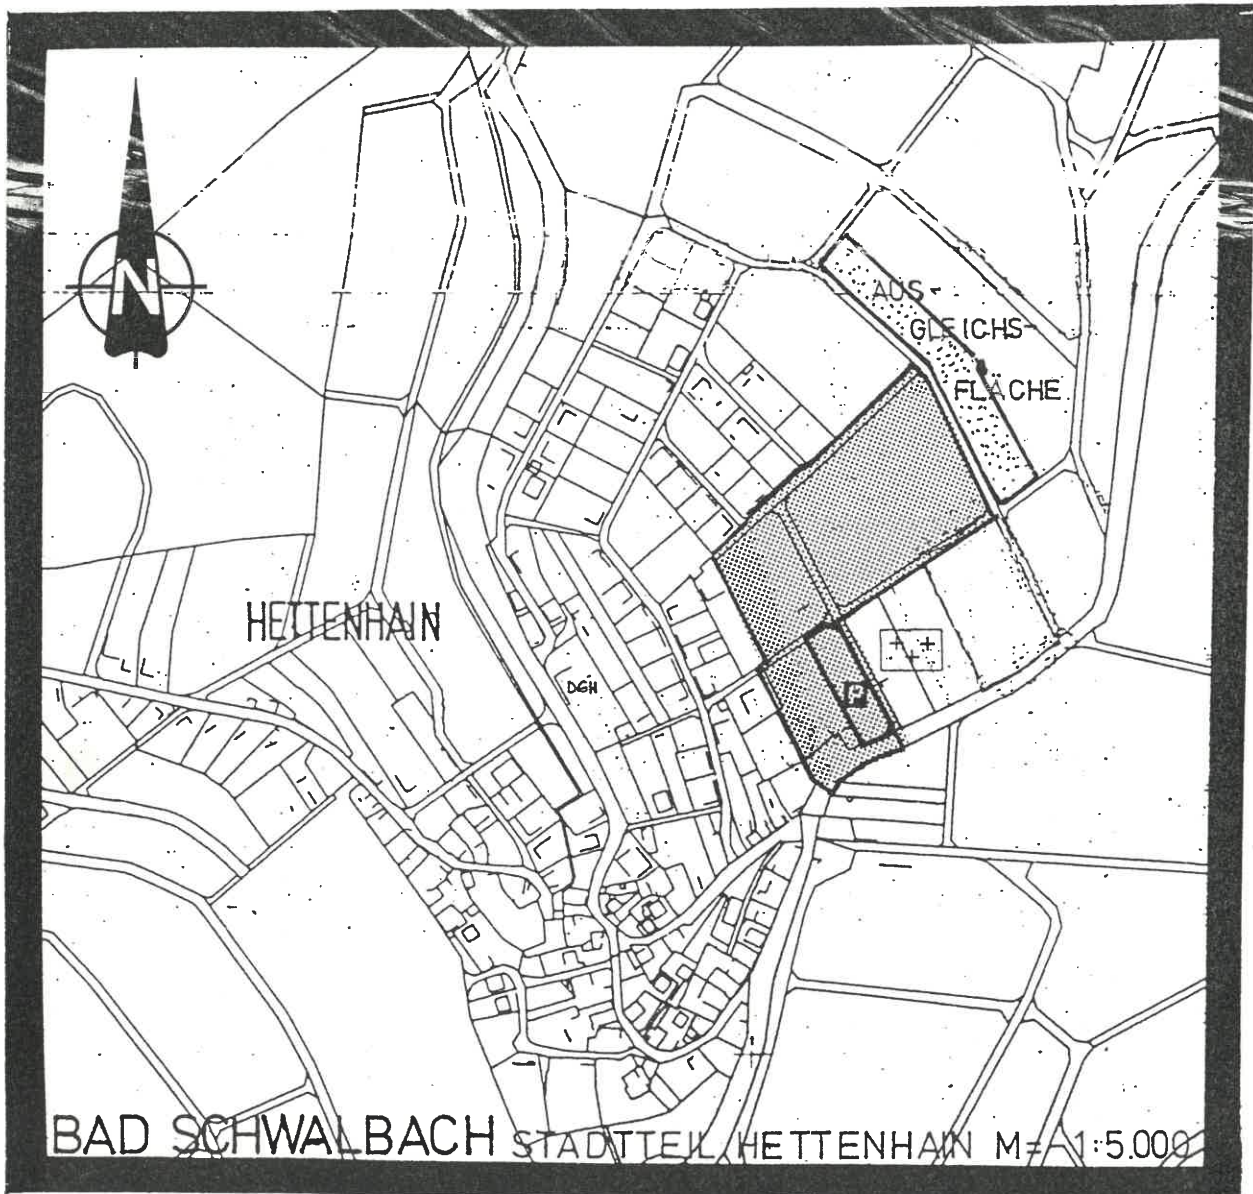 N
AUS-
GLEICHS-
FLÄCHE
HETTENHAIN
DGH
BAD SCHWALBACH STADTTEIL HETTENHAIN M=1:5.000